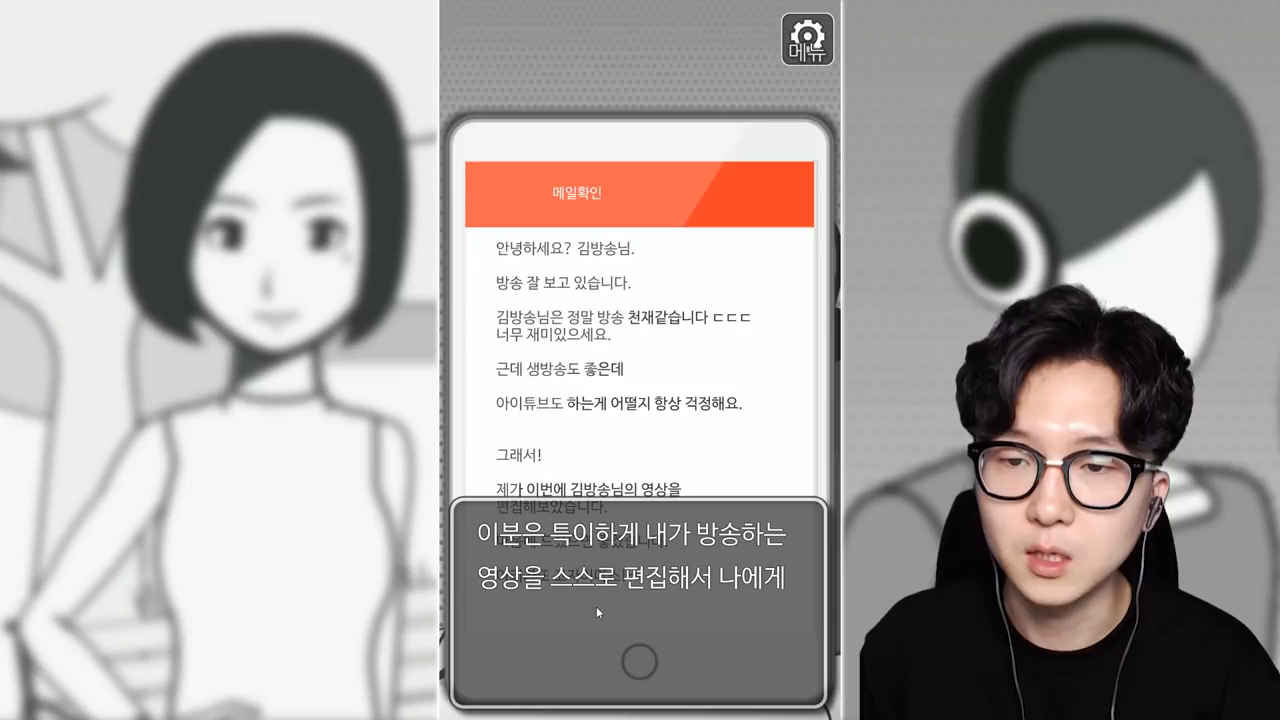 메뉴
메일확인
안녕하세요? 김방송님.
방송 잘 보고 있습니다.
김방송님은 정말 방송 천재같습니다 ㄷㄷㄷ
너무 재미있으세요.
근데 생방송도 좋은데
아이튜브도 하는게 어떨지 항상 걱정해요.
그래서!
제가 이번에 김방송님의 영상을
편집해보았습니다.
이분은 특이하게 내가 방송하는
영상을 스스로 편집해서 나에게